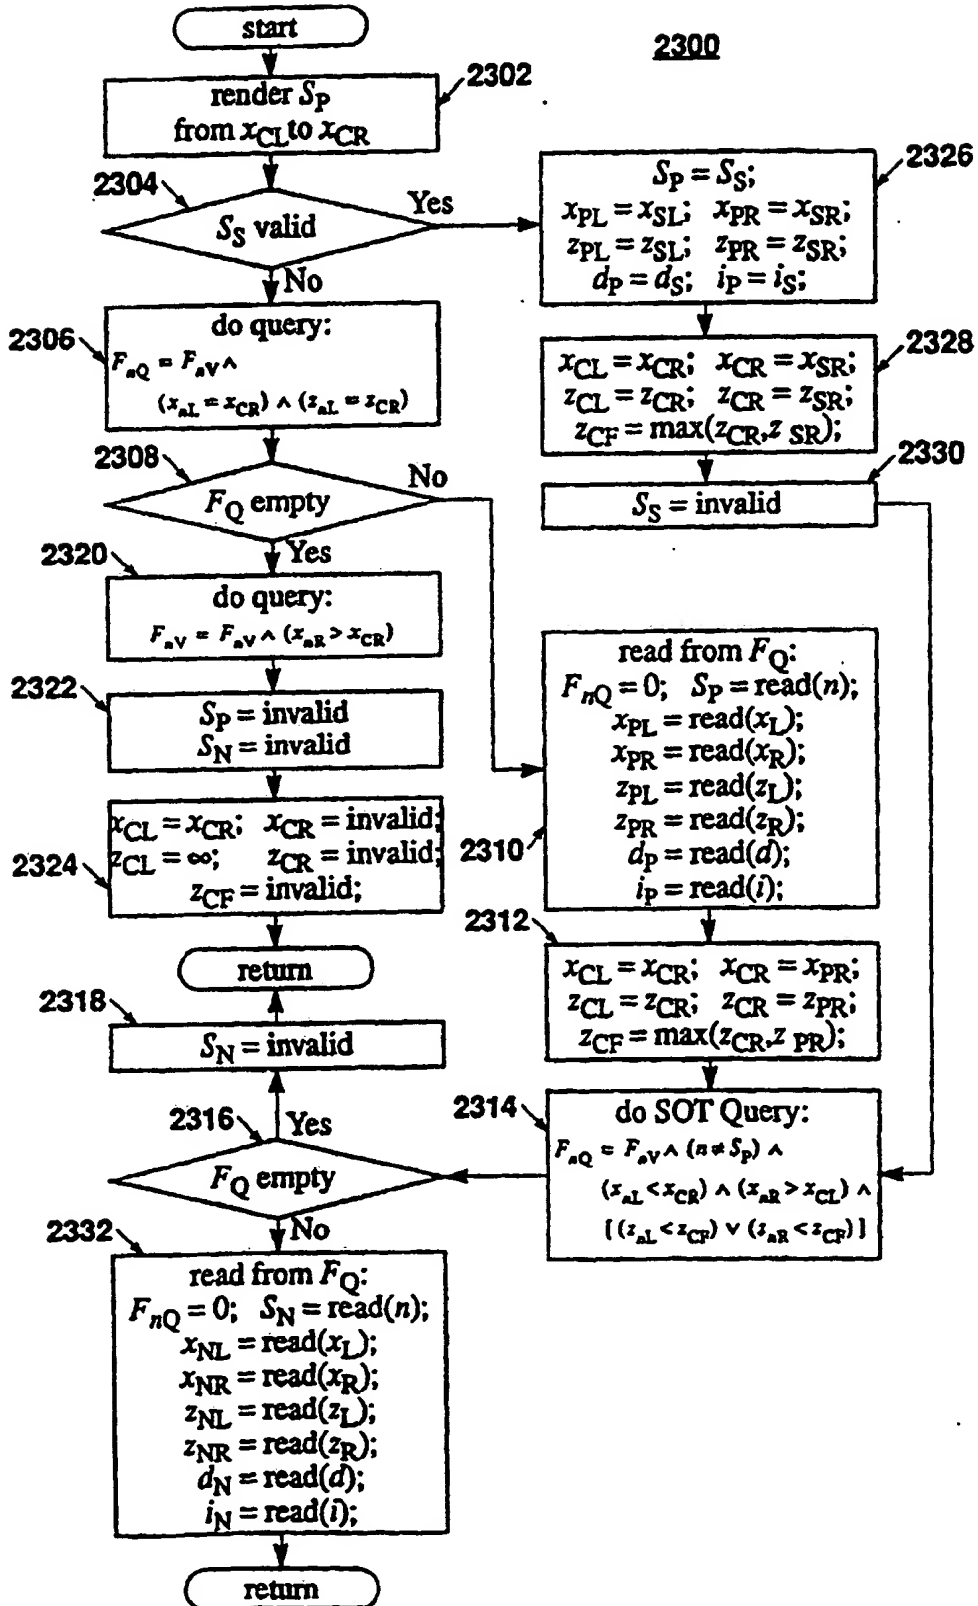 start
2300
2302
render S_P
from x_CL to x_CR
2304
S_S valid
Yes
No
2326
S_P = S_S;
x_PL = x_SL; x_PR = x_SR;
z_PL = z_SL; z_PR = z_SR;
d_P = d_S; i_P = i_S;
2306
do query:
F_nQ = F_nV ∧
(x_nL = x_CR) ∧ (z_nL = z_CR)
2328
x_CL = x_CR; x_CR = x_SR;
z_CL = z_CR; z_CR = z_SR;
z_CF = max(z_CR,z_SR);
2308
F_Q empty
No
Yes
2330
S_S = invalid
2320
do query:
F_nV = F_nV ∧ (x_nR > x_CR)
2322
S_P = invalid
S_N = invalid
2310
read from F_Q:
F_nQ = 0; S_P = read(n);
x_PL = read(x_L);
x_PR = read(x_R);
z_PL = read(z_L);
z_PR = read(z_R);
d_P = read(d);
i_P = read(i);
2324
x_CL = x_CR; x_CR = invalid;
z_CL = ∞; z_CR = invalid;
z_CF = invalid;
return
2312
x_CL = x_CR; x_CR = x_PR;
z_CL = z_CR; z_CR = z_PR;
z_CF = max(z_CR,z_PR);
2318
S_N = invalid
2314
do SOT Query:
F_nQ = F_nV ∧ (n ≠ S_P) ∧
(x_nL < x_CR) ∧ (x_nR > x_CL) ∧
[(z_nL < z_CF) ∨ (z_nR < z_CF)]
2316
Yes
F_Q empty
No
2332
read from F_Q:
F_nQ = 0; S_N = read(n);
x_NL = read(x_L);
x_NR = read(x_R);
z_NL = read(z_L);
z_NR = read(z_R);
d_N = read(d);
i_N = read(i);
return